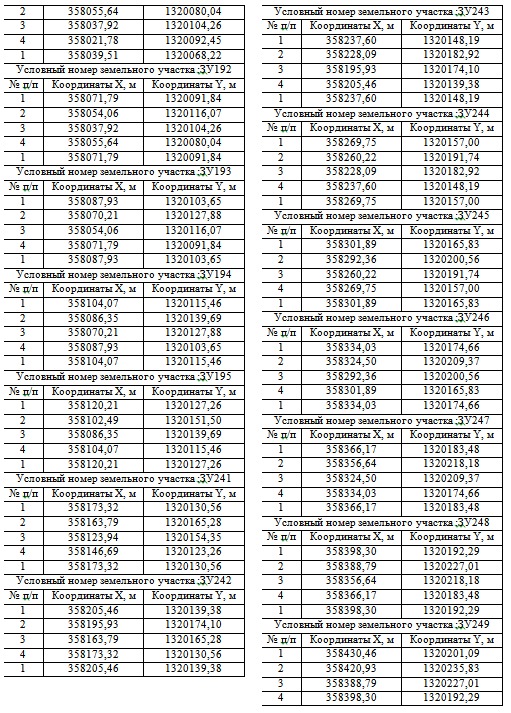 2 358055,64 1320080,04
3 358037,92 1320104,26
4 358021,78 1320092,45
1 358039,51 1320068,22
Условный номер земельного участка :ЗУ192
№ п/п Координаты X, м Координаты Y, м
1 358071,79 1320091,84
2 358054,06 1320116,07
3 358037,92 1320104,26
4 358055,64 1320080,04
1 358071,79 1320091,84
Условный номер земельного участка :ЗУ193
№ п/п Координаты X, м Координаты Y, м
1 358087,93 1320103,65
2 358070,21 1320127,88
3 358054,06 1320116,07
4 358071,79 1320091,84
1 358087,93 1320103,65
Условный номер земельного участка :ЗУ194
№ п/п Координаты X, м Координаты Y, м
1 358104,07 1320115,46
2 358086,35 1320139,69
3 358070,21 1320127,88
4 358087,93 1320103,65
1 358104,07 1320115,46
Условный номер земельного участка :ЗУ195
№ п/п Координаты X, м Координаты Y, м
1 358120,21 1320127,26
2 358102,49 1320151,50
3 358086,35 1320139,69
4 358104,07 1320115,46
1 358120,21 1320127,26
Условный номер земельного участка :ЗУ241
№ п/п Координаты X, м Координаты Y, м
1 358173,32 1320130,56
2 358163,79 1320165,28
3 358123,94 1320154,35
4 358146,69 1320123,26
1 358173,32 1320130,56
Условный номер земельного участка :ЗУ242
№ п/п Координаты X, м Координаты Y, м
1 358205,46 1320139,38
2 358195,93 1320174,10
3 358163,79 1320165,28
4 358173,32 1320130,56
1 358205,46 1320139,38
Условный номер земельного участка :ЗУ243
№ п/п Координаты X, м Координаты Y, м
1 358237,60 1320148,19
2 358228,09 1320182,92
3 358195,93 1320174,10
4 358205,46 1320139,38
1 358237,60 1320148,19
Условный номер земельного участка :ЗУ244
№ п/п Координаты X, м Координаты Y, м
1 358269,75 1320157,00
2 358260,22 1320191,74
3 358228,09 1320182,92
4 358237,60 1320148,19
1 358269,75 1320157,00
Условный номер земельного участка :ЗУ245
№ п/п Координаты X, м Координаты Y, м
1 358301,89 1320165,83
2 358292,36 1320200,56
3 358260,22 1320191,74
4 358269,75 1320157,00
1 358301,89 1320165,83
Условный номер земельного участка :ЗУ246
№ п/п Координаты X, м Координаты Y, м
1 358334,03 1320174,66
2 358324,50 1320209,37
3 358292,36 1320200,56
4 358301,89 1320165,83
1 358334,03 1320174,66
Условный номер земельного участка :ЗУ247
№ п/п Координаты X, м Координаты Y, м
1 358366,17 1320183,48
2 358356,64 1320218,18
3 358324,50 1320209,37
4 358334,03 1320174,66
1 358366,17 1320183,48
Условный номер земельного участка :ЗУ248
№ п/п Координаты X, м Координаты Y, м
1 358398,30 1320192,29
2 358388,79 1320227,01
3 358356,64 1320218,18
4 358366,17 1320183,48
1 358398,30 1320192,29
Условный номер земельного участка :ЗУ249
№ п/п Координаты X, м Координаты Y, м
1 358430,46 1320201,09
2 358420,93 1320235,83
3 358388,79 1320227,01
4 358398,30 1320192,29